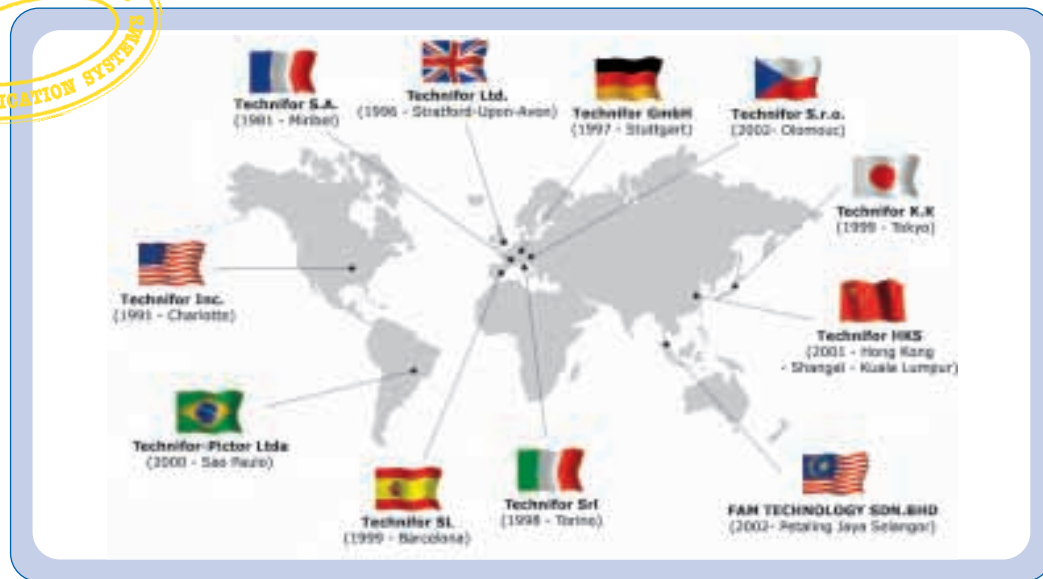 ICATION SYSTEMS
Technifor S.A.
(1981 - Miribel)
Technifor Ltd.
(1996 - Stratford-Upon-Avon)
Technifor GmbH
(1997 - Stuttgart)
Technifor S.r.o.
(2002- Olomouc)
Technifor K.K
(1999 - Tokyo)
Technifor Inc.
(1991 - Charlotte)
Technifor HKS
(2001 - Hong Kong
- Shangai - Kuala Lumpur)
Technifor-Pictor Ltda
(2000 - Sao Paulo)
Technifor SL
(1999 - Barcelona)
Technifor Srl
(1998 - Torino)
FAM TECHNOLOGY SDN.BHD
(2002- Petaling Jaya Selangor)